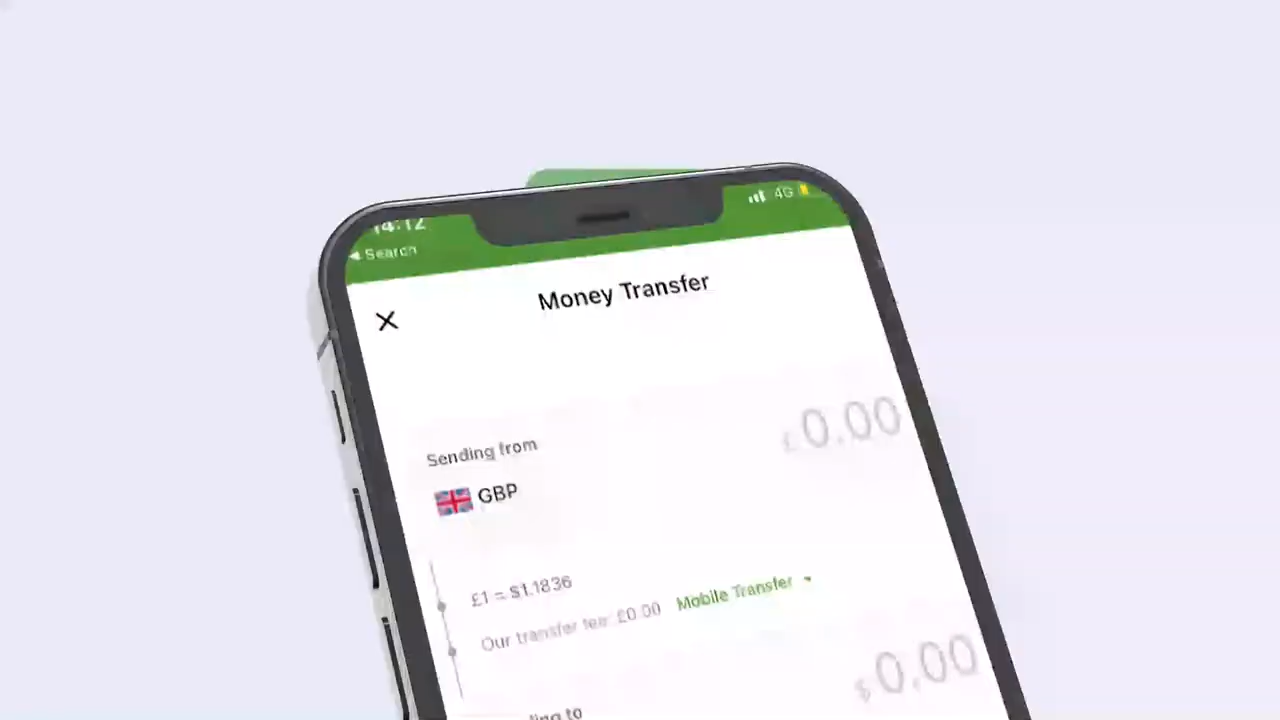 14:12
4G
◀ Search
Money Transfer
£0.00
Sending from
GBP
£1 = $1.1836
Our transfer fee: £0.00 Mobile Transfer
$0.00
to